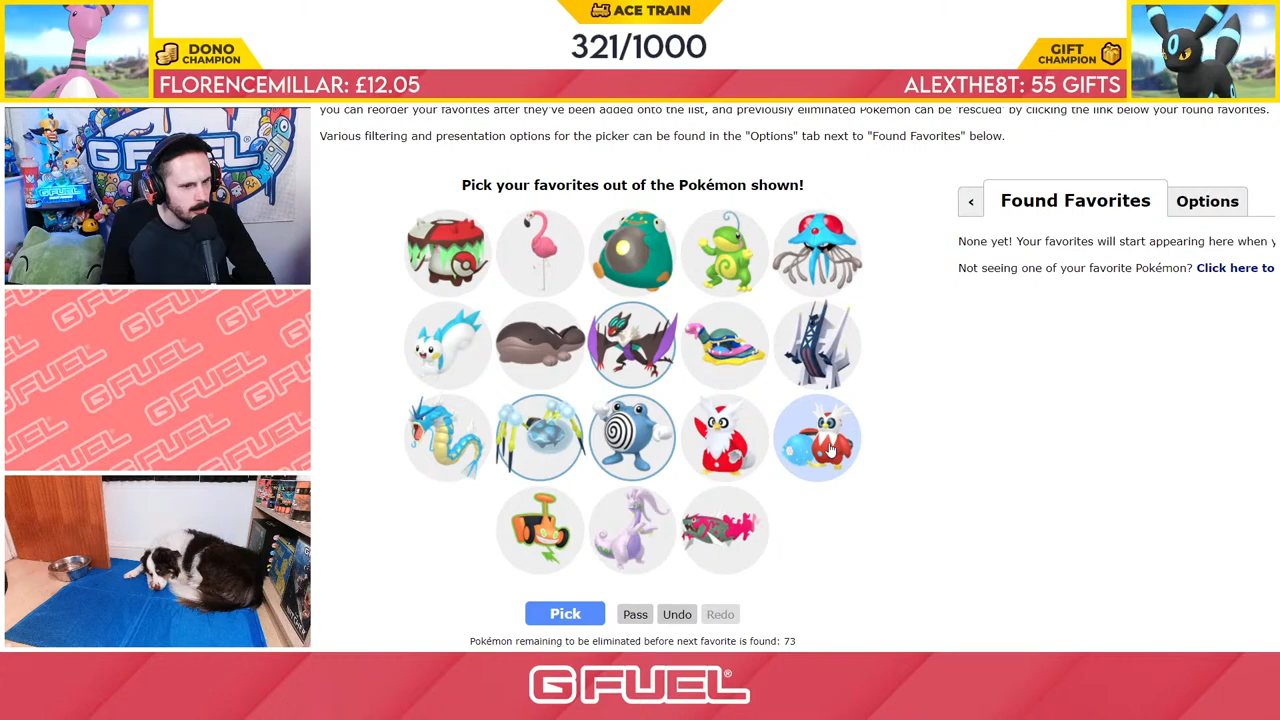 ACE TRAIN
321/1000
DONO
CHAMPION
GIFT
CHAMPION
FLORENCEMILLAR: £12.05
ALEXTHE8T: 55 GIFTS
you can reorder your favorites after they've been added onto the list, and previously eliminated Pokémon can be 'rescued' by clicking the link below your found favorites.
Various filtering and presentation options for the picker can be found in the "Options" tab next to "Found Favorites" below.
Pick your favorites out of the Pokémon shown!
‹
Found Favorites
Options
None yet! Your favorites will start appearing here when
Not seeing one of your favorite Pokémon? Click here to
Pick
Pass
Undo
Redo
Pokémon remaining to be eliminated before next favorite is found: 73
G FUEL
G FUEL
G FUEL®